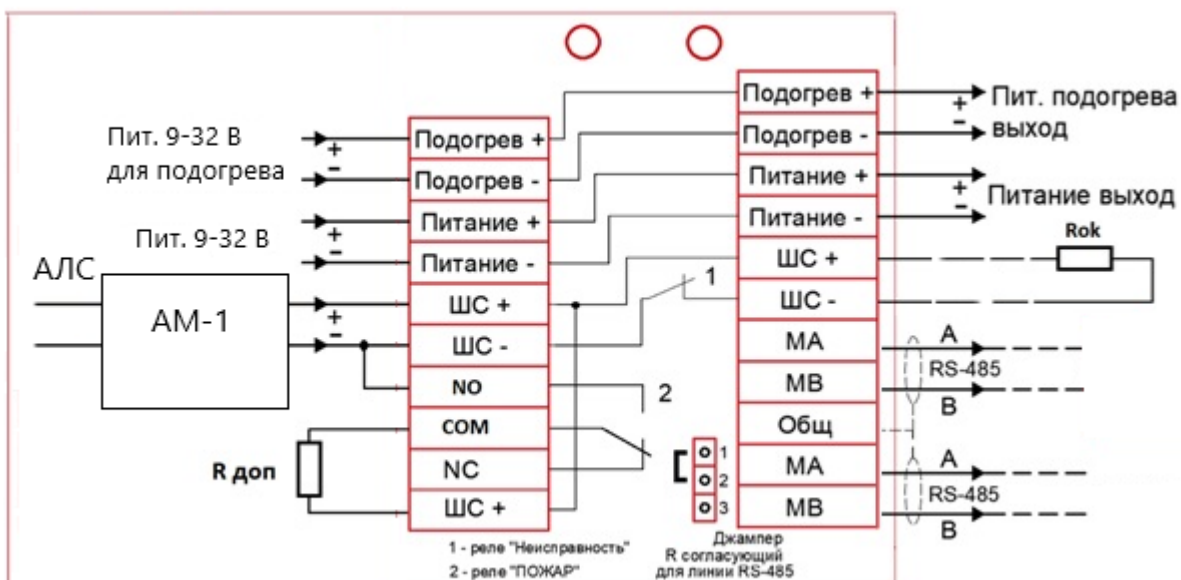 Пит. 9-32 В
для подогрева
Пит. 9-32 В
АЛС
АМ-1
R доп
+
−
+
−
+
−
Подогрев +
Подогрев -
Питание +
Питание -
ШС +
ШС -
NO
COM
NC
ШС +
1
2
1 - реле "Неисправность"
2 - реле "ПОЖАР"
1
2
3
Джампер
R согласующий
для линии RS-485
Подогрев +
Подогрев -
Питание +
Питание -
ШС +
ШС -
МА
МВ
Общ
МА
МВ
+
−
Пит. подогрева
выход
+
−
Питание выход
Rok
A
RS-485
B
A
RS-485
B